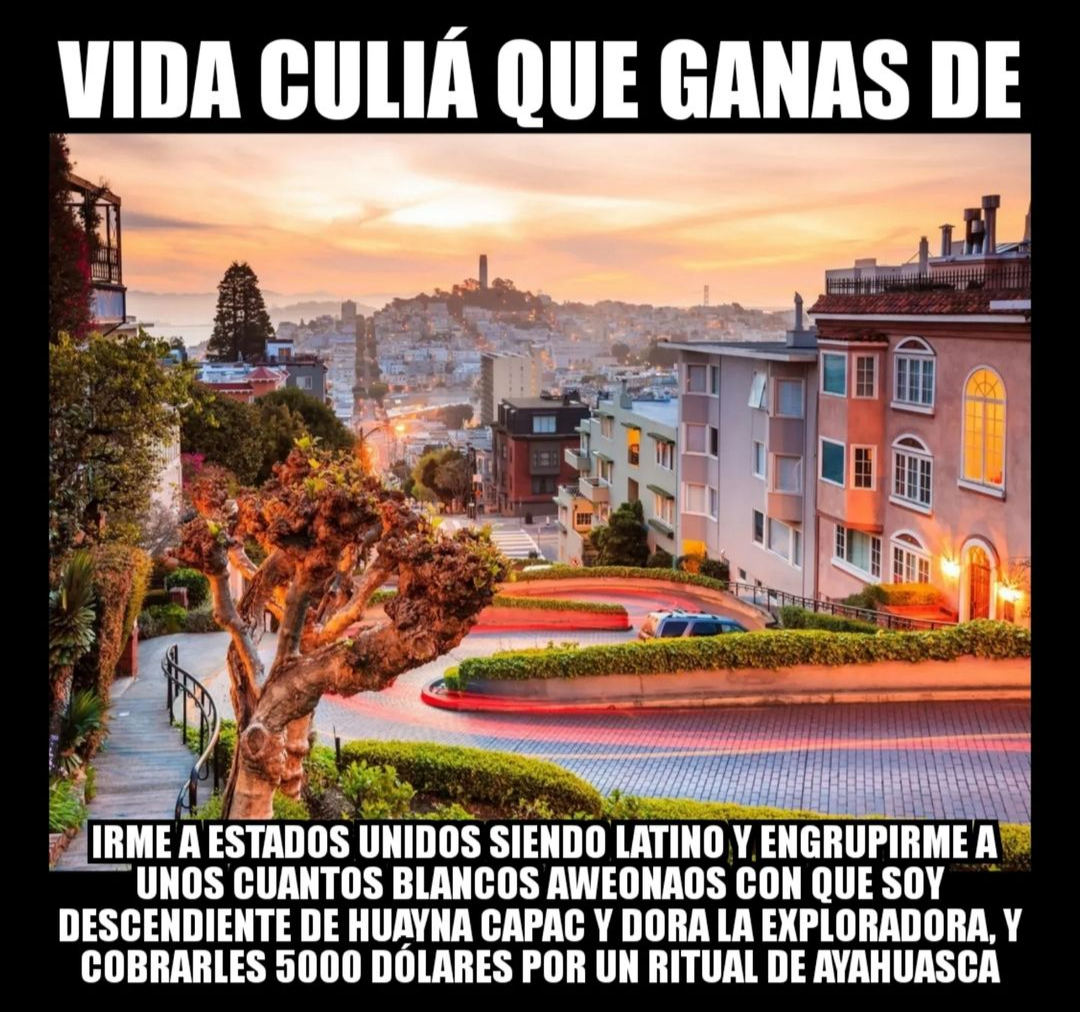 VIDA CULIÁ QUE GANAS DE
IRME A ESTADOS UNIDOS SIENDO LATINO Y ENGRUPIRME A
UNOS CUANTOS BLANCOS AWEONAOS CON QUE SOY
DESCENDIENTE DE HUAYNA CAPAC Y DORA LA EXPLORADORA, Y
COBRARLES 5000 DÓLARES POR UN RITUAL DE AYAHUASCA